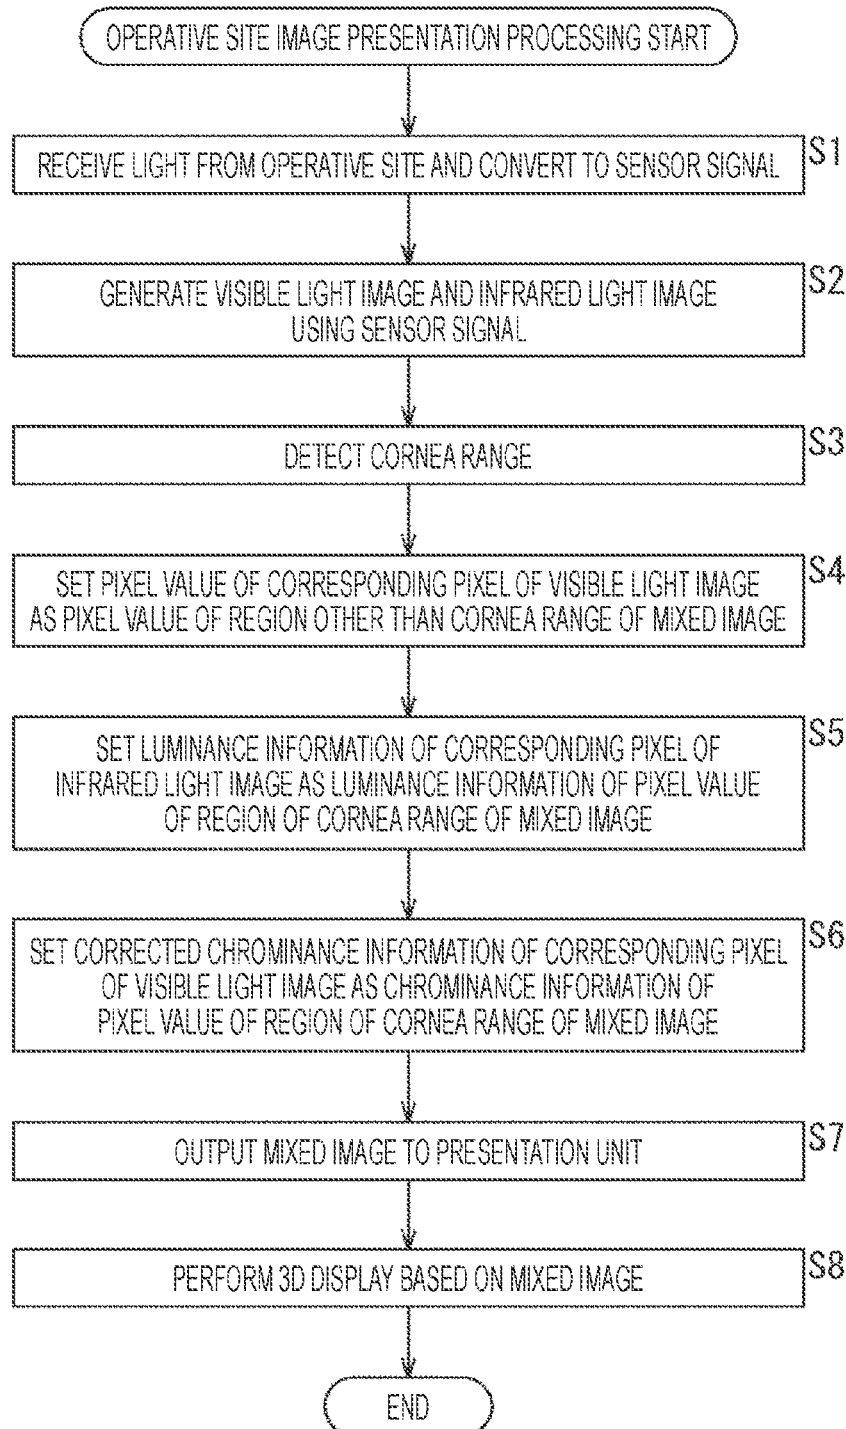 OPERATIVE SITE IMAGE PRESENTATION PROCESSING START
RECEIVE LIGHT FROM OPERATIVE SITE AND CONVERT TO SENSOR SIGNAL
S1
GENERATE VISIBLE LIGHT IMAGE AND INFRARED LIGHT IMAGE
USING SENSOR SIGNAL
S2
DETECT CORNEA RANGE
S3
SET PIXEL VALUE OF CORRESPONDING PIXEL OF VISIBLE LIGHT IMAGE
AS PIXEL VALUE OF REGION OTHER THAN CORNEA RANGE OF MIXED IMAGE
S4
SET LUMINANCE INFORMATION OF CORRESPONDING PIXEL OF
INFRARED LIGHT IMAGE AS LUMINANCE INFORMATION OF PIXEL VALUE
OF REGION OF CORNEA RANGE OF MIXED IMAGE
S5
SET CORRECTED CHROMINANCE INFORMATION OF CORRESPONDING PIXEL
OF VISIBLE LIGHT IMAGE AS CHROMINANCE INFORMATION OF
PIXEL VALUE OF REGION OF CORNEA RANGE OF MIXED IMAGE
S6
OUTPUT MIXED IMAGE TO PRESENTATION UNIT
S7
PERFORM 3D DISPLAY BASED ON MIXED IMAGE
S8
END